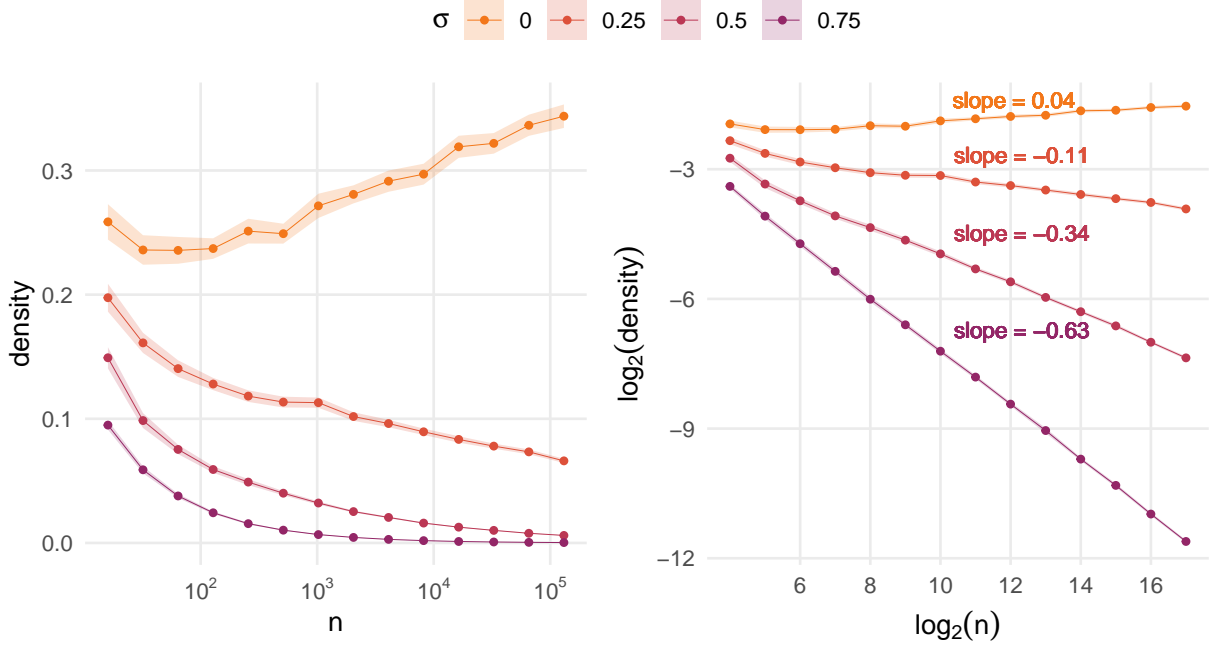 σ 0 0.25 0.5 0.75
density
0.3
0.2
0.1
0.0
10²
10³
10⁴
10⁵
n
log₂(density)
−3
−6
−9
−12
slope = 0.04
slope = −0.11
slope = −0.34
slope = −0.63
6
8
10
12
14
16
log₂(n)